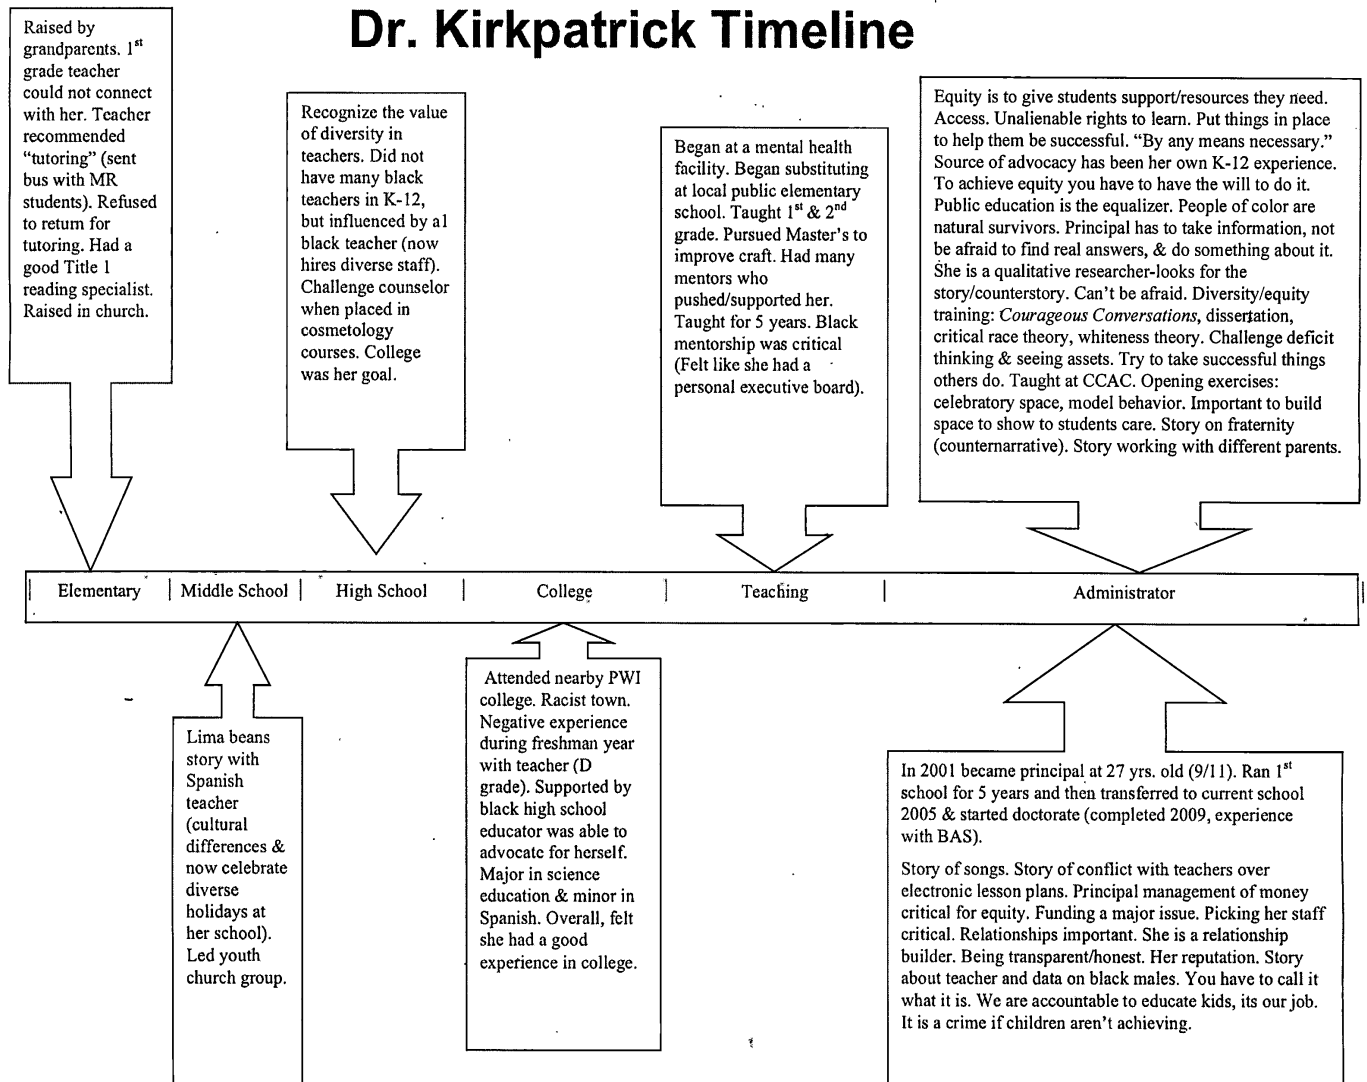 Dr. Kirkpatrick Timeline
Raised by
grandparents. 1st
grade teacher
could not connect
with her. Teacher
recommended
“tutoring” (sent
bus with MR
students). Refused
to return for
tutoring. Had a
good Title 1
reading specialist.
Raised in church.
Recognize the value
of diversity in
teachers. Did not
have many black
teachers in K-12,
but influenced by a1
black teacher (now
hires diverse staff).
Challenge counselor
when placed in
cosmetology
courses. College
was her goal.
Began at a mental health
facility. Began substituting
at local public elementary
school. Taught 1st & 2nd
grade. Pursued Master's to
improve craft. Had many
mentors who
pushed/supported her.
Taught for 5 years. Black
mentorship was critical
(Felt like she had a
personal executive board).
Equity is to give students support/resources they need.
Access. Unalienable rights to learn. Put things in place
to help them be successful. “By any means necessary.”
Source of advocacy has been her own K-12 experience.
To achieve equity you have to have the will to do it.
Public education is the equalizer. People of color are
natural survivors. Principal has to take information, not
be afraid to find real answers, & do something about it.
She is a qualitative researcher-looks for the
story/counterstory. Can't be afraid. Diversity/equity
training: Courageous Conversations, dissertation,
critical race theory, whiteness theory. Challenge deficit
thinking & seeing assets. Try to take successful things
others do. Taught at CCAC. Opening exercises:
celebratory space, model behavior. Important to build
space to show to students care. Story on fraternity
(counternarrative). Story working with different parents.
| Elementary | Middle School | High School | College | Teaching | Administrator |
Lima beans
story with
Spanish
teacher
(cultural
differences &
now celebrate
diverse
holidays at
her school).
Led youth
church group.
Attended nearby PWI
college. Racist town.
Negative experience
during freshman year
with teacher (D
grade). Supported by
black high school
educator was able to
advocate for herself.
Major in science
education & minor in
Spanish. Overall, felt
she had a good
experience in college.
In 2001 became principal at 27 yrs. old (9/11). Ran 1st
school for 5 years and then transferred to current school
2005 & started doctorate (completed 2009, experience
with BAS).
Story of songs. Story of conflict with teachers over
electronic lesson plans. Principal management of money
critical for equity. Funding a major issue. Picking her staff
critical. Relationships important. She is a relationship
builder. Being transparent/honest. Her reputation. Story
about teacher and data on black males. You have to call it
what it is. We are accountable to educate kids, its our job.
It is a crime if children aren't achieving.